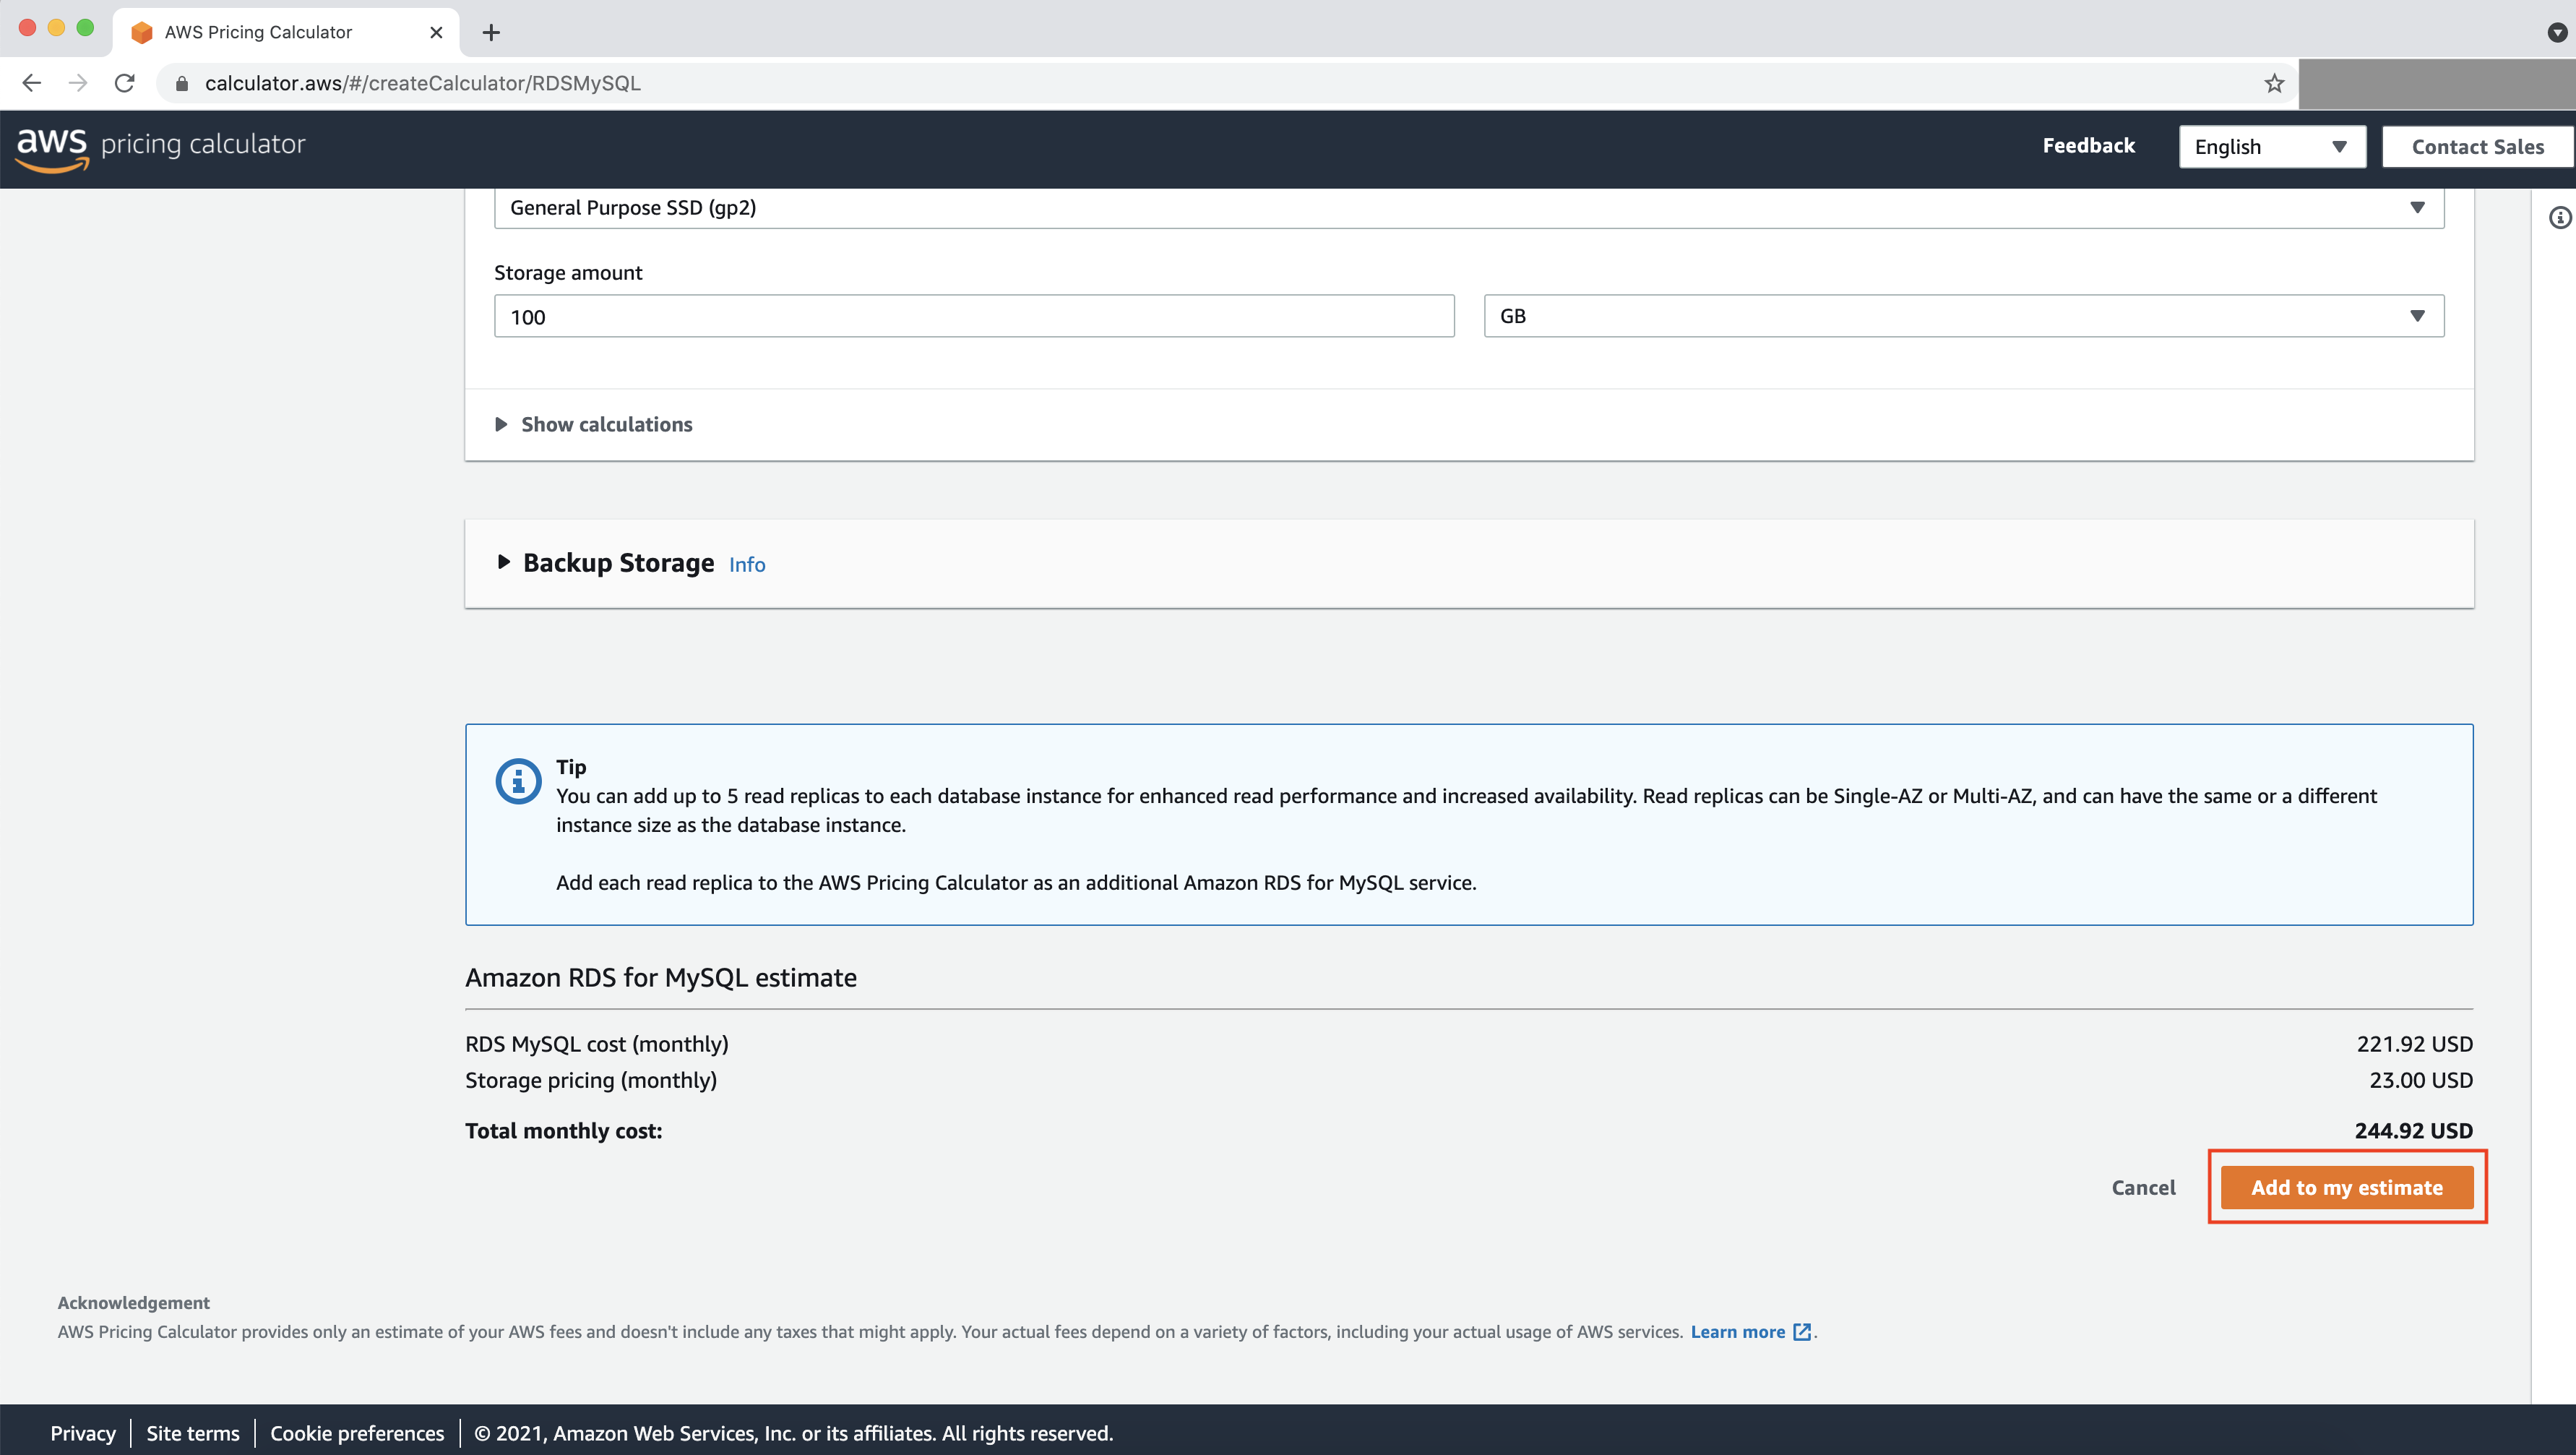 AWS Pricing Calculator
calculator.aws/#/createCalculator/RDSMySQL
aws pricing calculator
Feedback
English
Contact Sales
General Purpose SSD (gp2)
Storage amount
100
GB
Show calculations
Backup Storage Info
Tip
You can add up to 5 read replicas to each database instance for enhanced read performance and increased availability. Read replicas can be Single-AZ or Multi-AZ, and can have the same or a different
instance size as the database instance.
Add each read replica to the AWS Pricing Calculator as an additional Amazon RDS for MySQL service.
Amazon RDS for MySQL estimate
RDS MySQL cost (monthly) 221.92 USD
Storage pricing (monthly) 23.00 USD
Total monthly cost: 244.92 USD
Cancel
Add to my estimate
Acknowledgement
AWS Pricing Calculator provides only an estimate of your AWS fees and doesn't include any taxes that might apply. Your actual fees depend on a variety of factors, including your actual usage of AWS services. Learn more .
Privacy
Site terms
Cookie preferences
© 2021, Amazon Web Services, Inc. or its affiliates. All rights reserved.